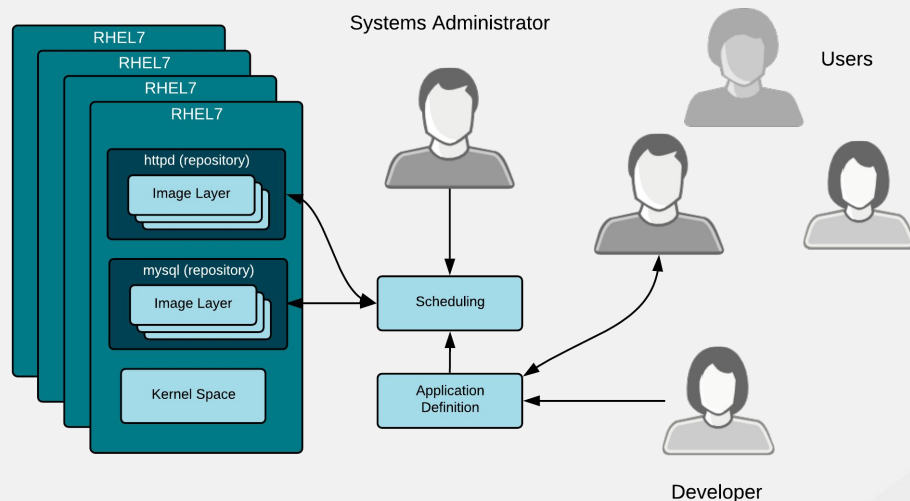 Systems Administrator
Users
RHEL7
RHEL7
RHEL7
RHEL7
httpd (repository)
Image Layer
mysql (repository)
Image Layer
Kernel Space
Scheduling
Application
Definition
Developer